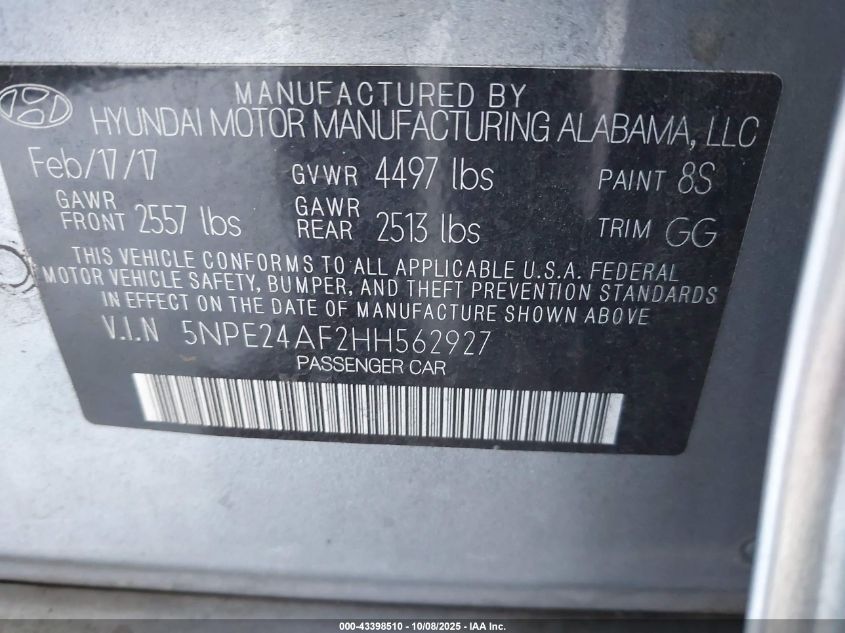 MANUFACTURED BY
HYUNDAI MOTOR MANUFACTURING ALABAMA, LLC
Feb/17/17 GVWR 4497 lbs PAINT 8S
GAWR FRONT 2557 lbs GAWR REAR 2513 lbs TRIM GG
THIS VEHICLE CONFORMS TO ALL APPLICABLE U.S.A. FEDERAL
MOTOR VEHICLE SAFETY, BUMPER, AND THEFT PREVENTION STANDARDS
IN EFFECT ON THE DATE OF MANUFACTURE SHOWN ABOVE
V.I.N 5NPE24AF2HH562927
PASSENGER CAR
000-43398510 - 10/08/2025 - IAA Inc.